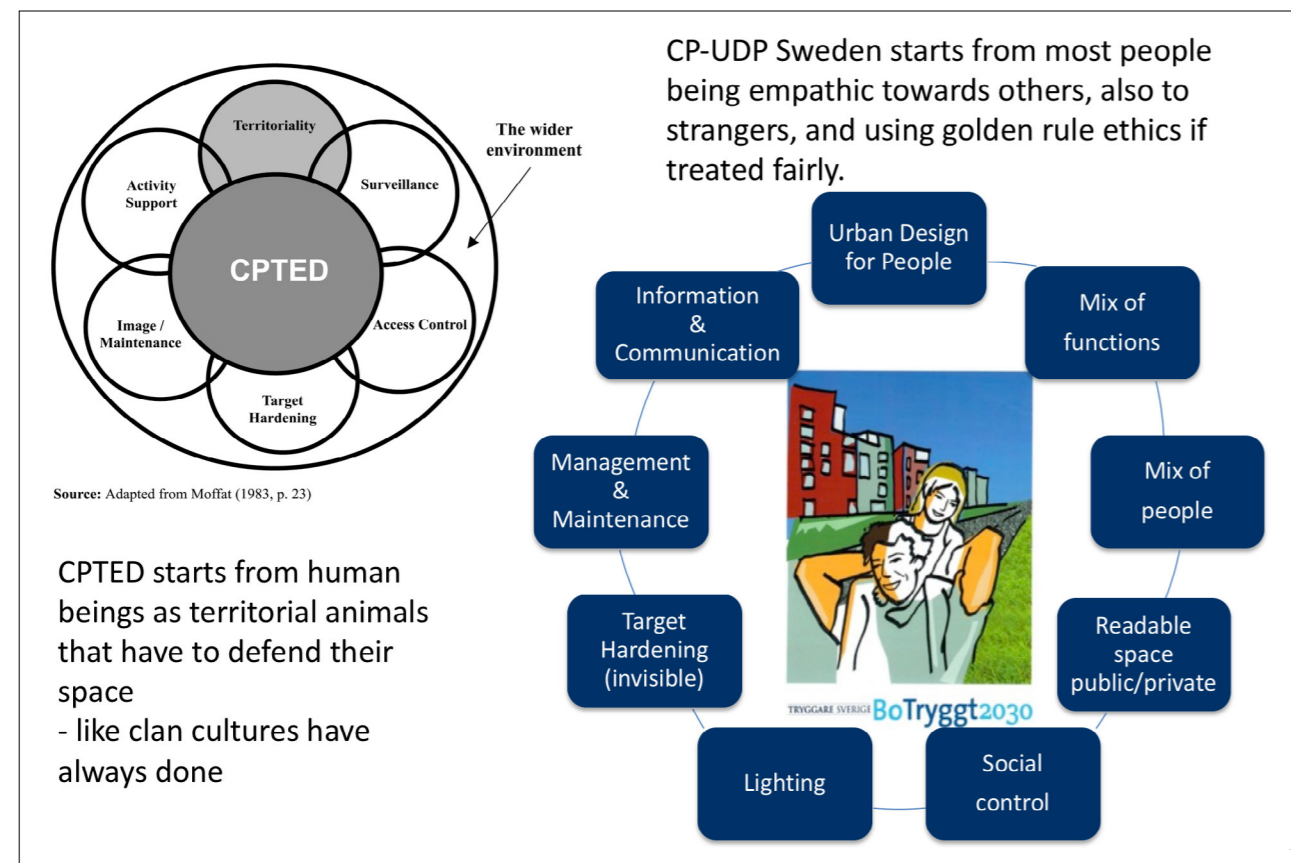 Territoriality
Activity
Support
Surveillance
The wider
environment
CPTED
Image /
Maintenance
Access Control
Target
Hardening
Source: Adapted from Moffat (1983, p. 23)
CPTED starts from human
beings as territorial animals
that have to defend their
space
- like clan cultures have
always done
CP-UDP Sweden starts from most people
being empathic towards others, also to
strangers, and using golden rule ethics if
treated fairly.
Urban Design
for People
Mix of
functions
Mix of
people
Readable
space
public/private
Social
control
Lighting
Target
Hardening
(invisible)
Management
&
Maintenance
Information
&
Communication
TRYGGARE SVERIGE BoTryggt2030